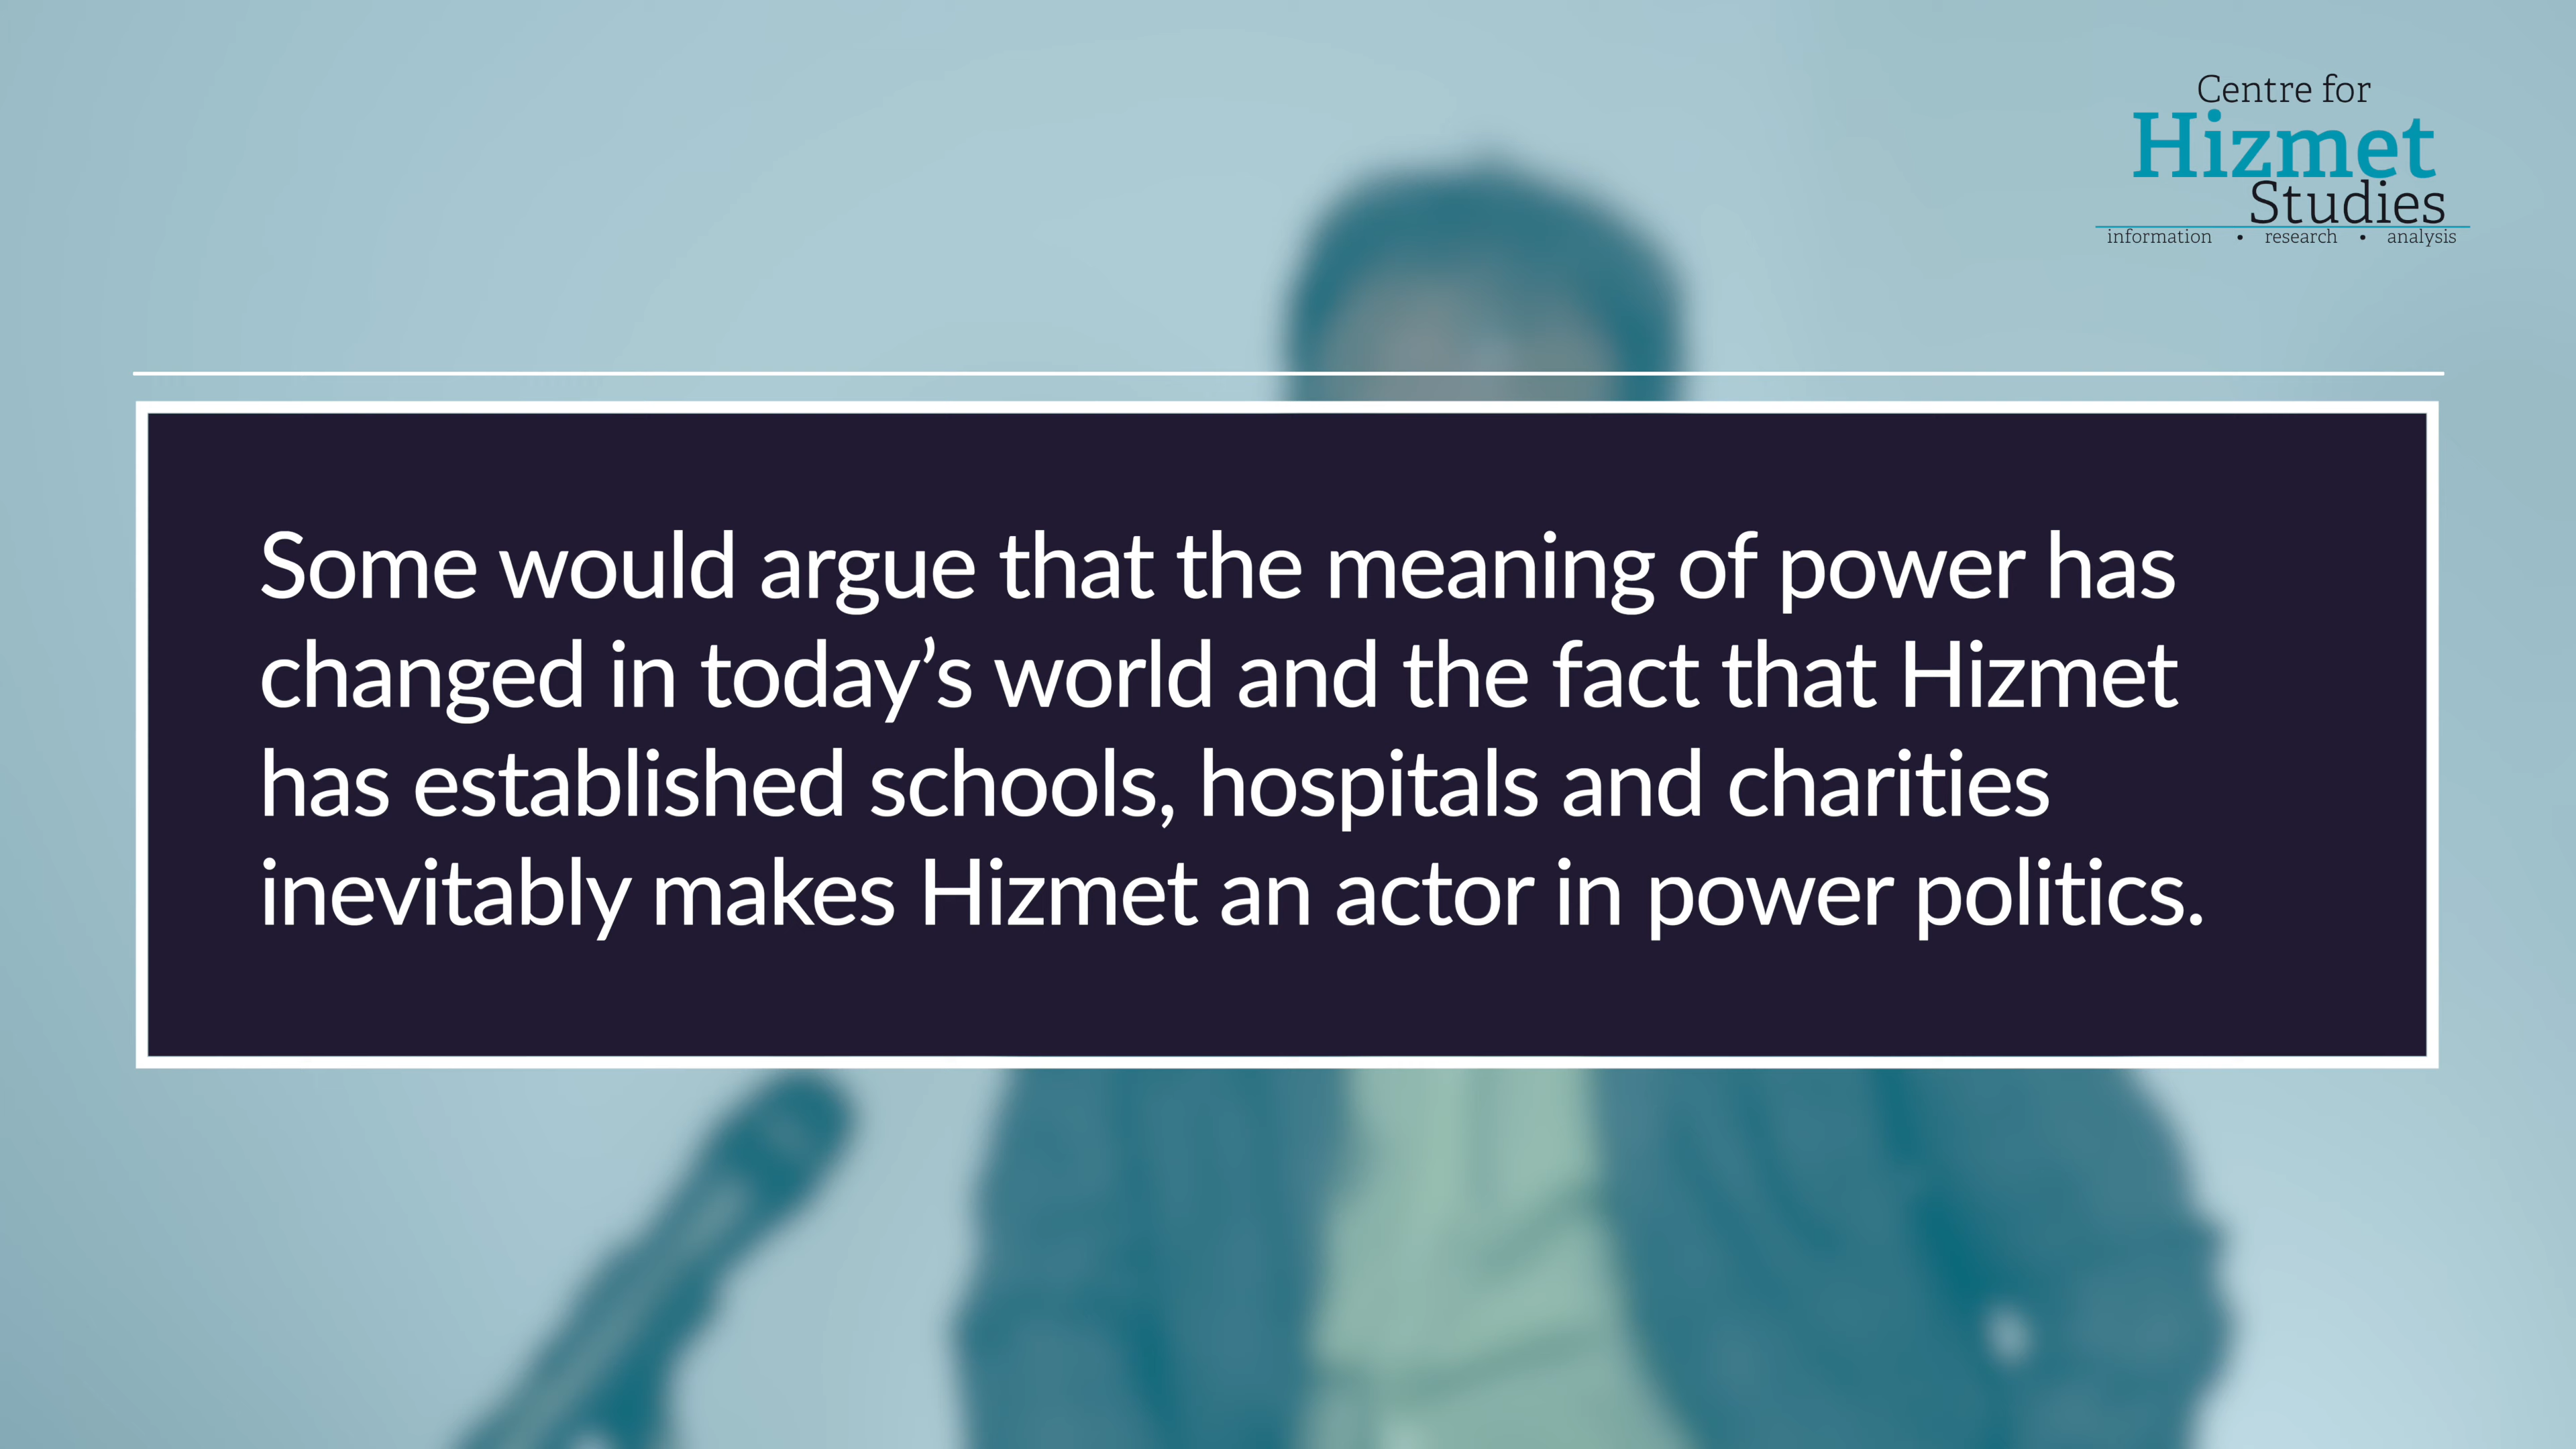 Centre for
Hizmet
Studies
information • research • analysis
Some would argue that the meaning of power has
changed in today’s world and the fact that Hizmet
has established schools, hospitals and charities
inevitably makes Hizmet an actor in power politics.